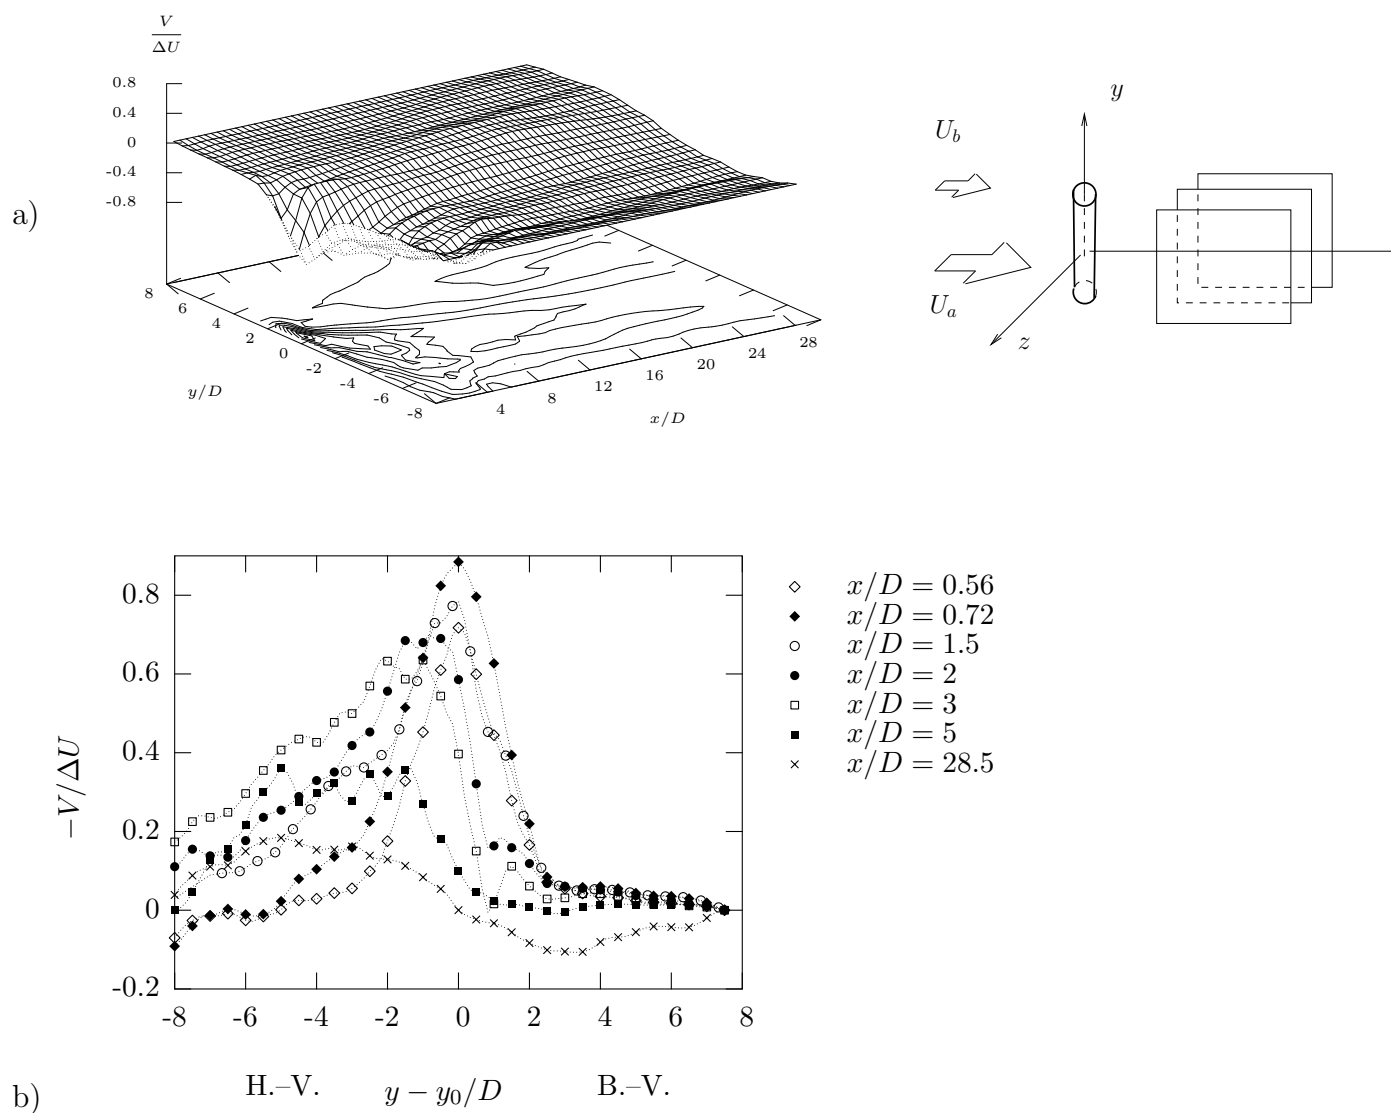 V
ΔU
0.8
0.4
0
-0.4
-0.8
a)
8
6
4
2
0
-2
-4
-6
-8
y/D
4
8
12
16
20
24
28
x/D
y
U_b
U_a
z
0.8
0.6
0.4
0.2
0
-0.2
−V/ΔU
-8 -6 -4 -2 0 2 4 6 8
H.–V. y − y_0/D B.–V.
b)
x/D = 0.56
x/D = 0.72
x/D = 1.5
x/D = 2
x/D = 3
x/D = 5
x/D = 28.5